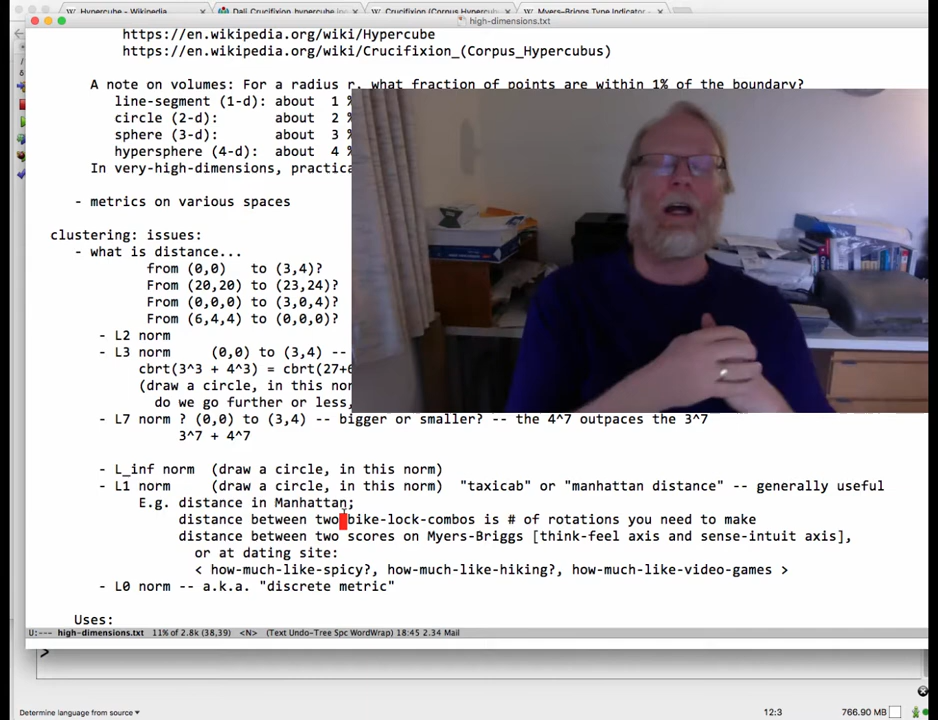 Hypercube - Wikipedia
Dali Crucifixion hypercube.jp
Crucifixion (Corpus Hypercub
Myers–Briggs Type Indicator
high-dimensions.txt
https://en.wikipedia.org/wiki/Hypercube
https://en.wikipedia.org/wiki/Crucifixion_(Corpus_Hypercubus)
A note on volumes: For a radius r, what fraction of points are within 1% of the boundary?
line-segment (1-d): about 1 %
circle (2-d): about 2 %
sphere (3-d): about 3 %
hypersphere (4-d): about 4 %
In very-high-dimensions, practica
- metrics on various spaces
clustering: issues:
- what is distance...
from (0,0) to (3,4)?
From (20,20) to (23,24)?
From (0,0,0) to (3,0,4)?
From (6,4,4) to (0,0,0)?
- L2 norm
- L3 norm (0,0) to (3,4) --
cbrt(3^3 + 4^3) = cbrt(27+6
(draw a circle, in this nor
do we go further or less,
- L7 norm ? (0,0) to (3,4) -- bigger or smaller? -- the 4^7 outpaces the 3^7
3^7 + 4^7
- L_inf norm (draw a circle, in this norm)
- L1 norm (draw a circle, in this norm) "taxicab" or "manhattan distance" -- generally useful
E.g. distance in Manhattan;
distance between two bike-lock-combos is # of rotations you need to make
distance between two scores on Myers-Briggs [think-feel axis and sense-intuit axis],
or at dating site:
< how-much-like-spicy?, how-much-like-hiking?, how-much-like-video-games >
- L0 norm -- a.k.a. "discrete metric"
Uses:
U:--- high-dimensions.txt 11% of 2.8k (38,39) <N> (Text Undo-Tree Spc WordWrap) 18:45 2.34 Mail
>
Determine language from source
12:3
766.90 MB